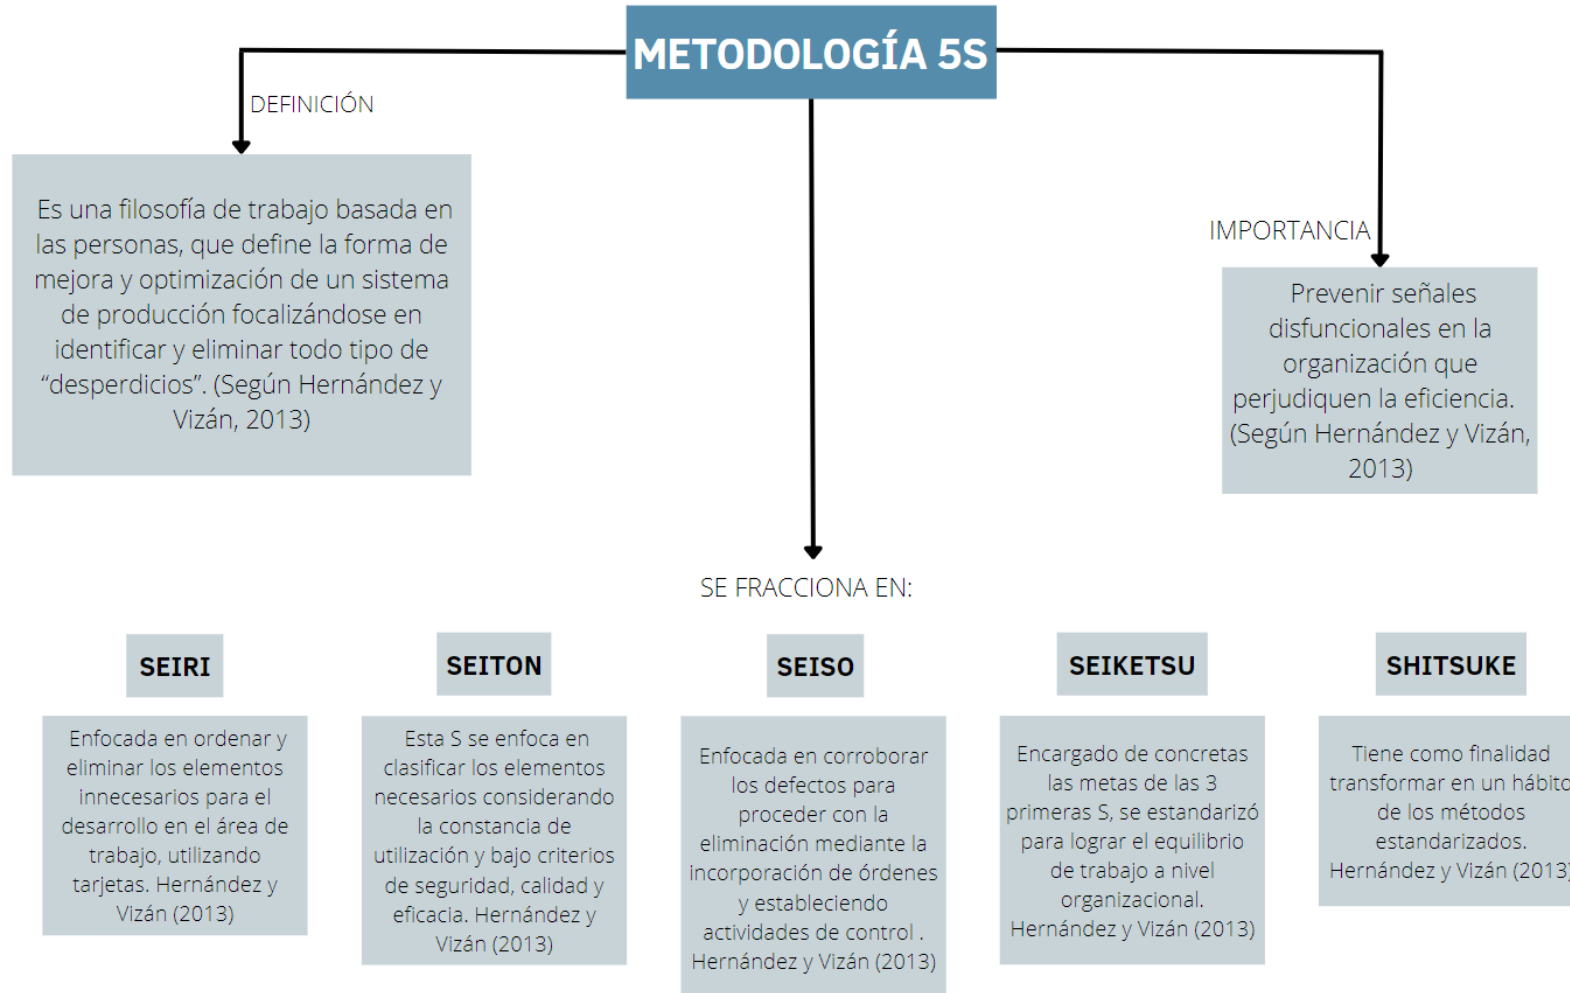 METODOLOGÍA 5S
DEFINICIÓN
Es una filosofía de trabajo basada en
las personas, que define la forma de
mejora y optimización de un sistema
de producción focalizándose en
identificar y eliminar todo tipo de
“desperdicios”. (Según Hernández y
Vizán, 2013)
IMPORTANCIA
Prevenir señales
disfuncionales en la
organización que
perjudiquen la eficiencia.
(Según Hernández y Vizán,
2013)
SE FRACCIONA EN:
SEIRI
Enfocada en ordenar y
eliminar los elementos
innecesarios para el
desarrollo en el área de
trabajo, utilizando
tarjetas. Hernández y
Vizán (2013)
SEITON
Esta S se enfoca en
clasificar los elementos
necesarios considerando
la constancia de
utilización y bajo criterios
de seguridad, calidad y
eficacia. Hernández y
Vizán (2013)
SEISO
Enfocada en corroborar
los defectos para
proceder con la
eliminación mediante la
incorporación de órdenes
y estableciendo
actividades de control .
Hernández y Vizán (2013)
SEIKETSU
Encargado de concretas
las metas de las 3
primeras S, se estandarizó
para lograr el equilibrio
de trabajo a nivel
organizacional.
Hernández y Vizán (2013)
SHITSUKE
Tiene como finalidad
transformar en un hábito
de los métodos
estandarizados.
Hernández y Vizán (2013)